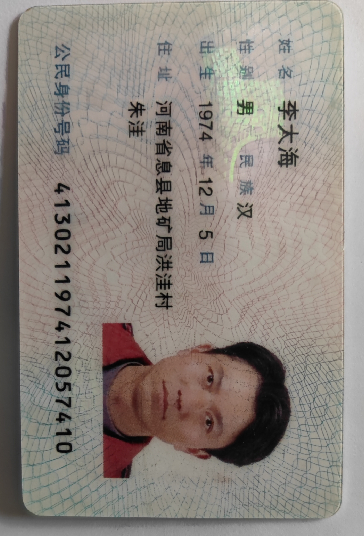 姓名 李大海
性别 男 民族 汉
出生 1974 年 12 月 5 日
住址 河南省息县地矿局洪洼村
朱洼
公民身份号码 413021197412057410